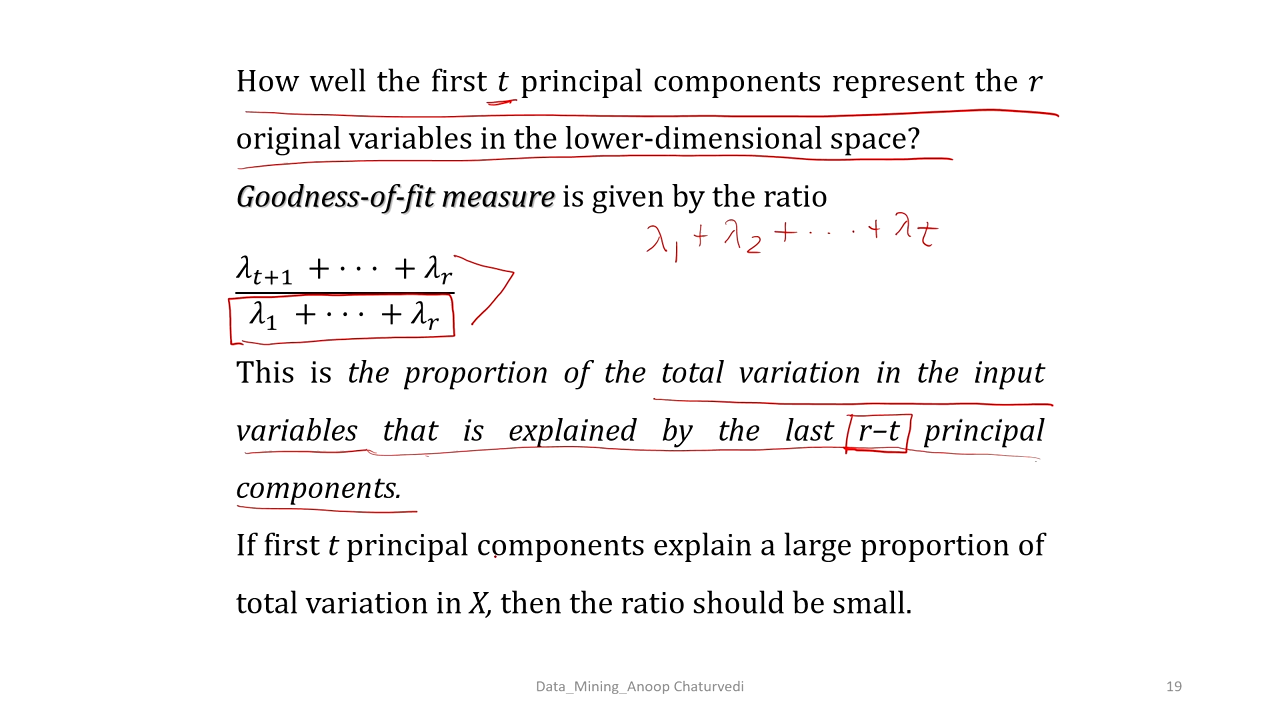 How well the first t principal components represent the r
original variables in the lower-dimensional space?
Goodness-of-fit measure is given by the ratio
λ₁ + λ₂ + ··· + λt
λₜ₊₁ + ··· + λᵣ
λ₁ + ··· + λᵣ
This is the proportion of the total variation in the input
variables that is explained by the last r–t principal
components.
If first t principal components explain a large proportion of
total variation in X, then the ratio should be small.
Data_Mining_Anoop Chaturvedi
19